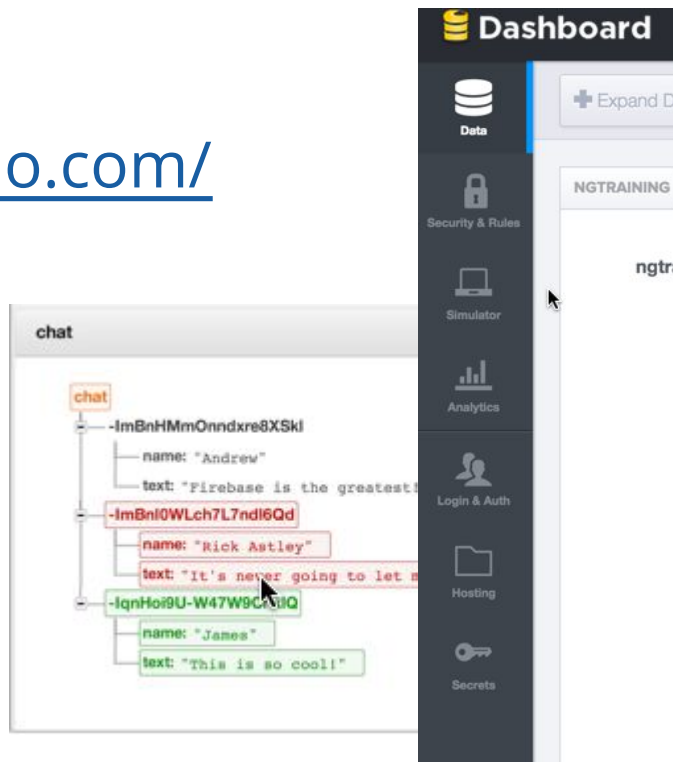 o.com/
chat
chat
-ImBnHMmOnndxre8XSkl
name: "Andrew"
text: "Firebase is the greatest!
-ImBnl0WLch7L7ndl6Qd
name: "Rick Astley"
text: "It's never going to let m
name: "James"
text: "This is so cool!"
Dashboard
Data
Security & Rules
Simulator
Analytics
Login & Auth
Hosting
Secrets
Expand D
NGTRAINING
ngtra